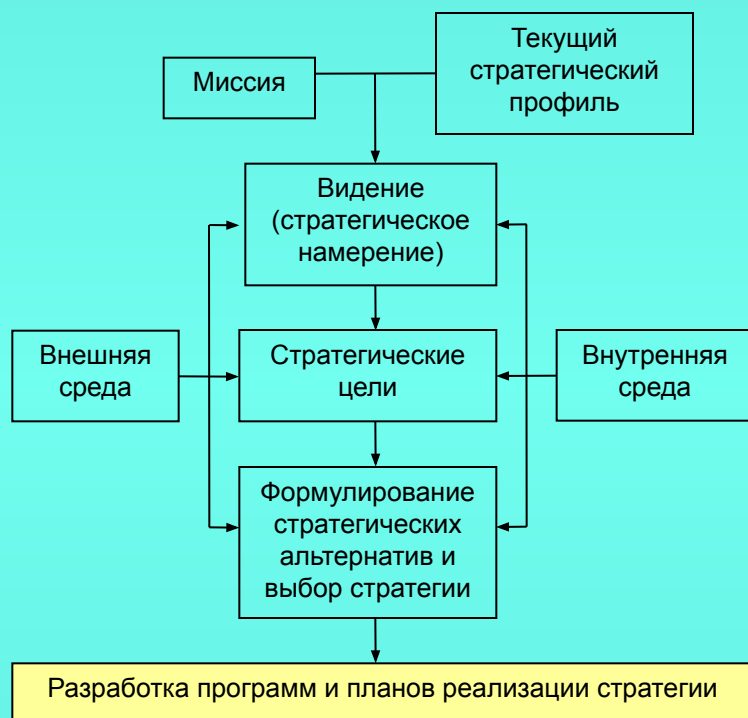 Миссия
Текущий
стратегический
профиль
Видение
(стратегическое
намерение)
Внешняя
среда
Стратегические
цели
Внутренняя
среда
Формулирование
стратегических
альтернатив и
выбор стратегии
Разработка программ и планов реализации стратегии